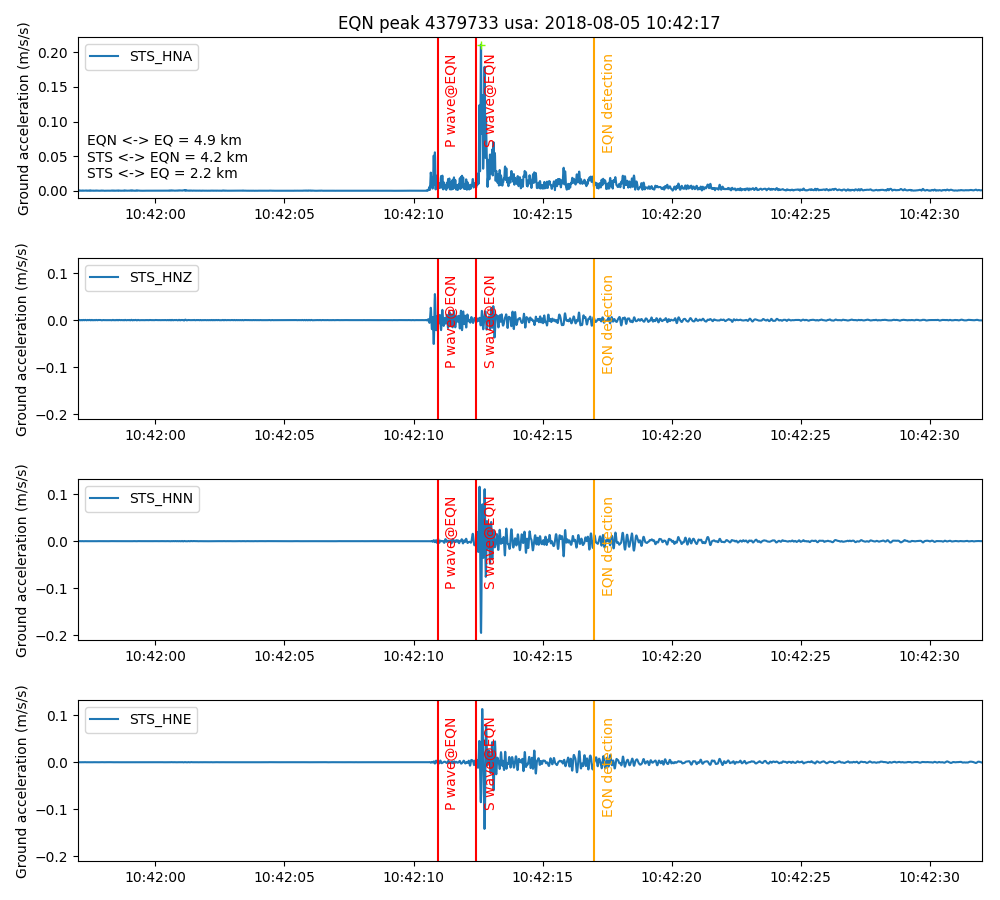 EQN peak 4379733 usa: 2018-08-05 10:42:17
Ground acceleration (m/s/s)
STS_HNA
0.20
0.15
0.10
0.05
0.00
P wave@EQN
S wave@EQN
EQN detection
EQN <-> EQ = 4.9 km
STS <-> EQN = 4.2 km
STS <-> EQ = 2.2 km
10:42:00 10:42:05 10:42:10 10:42:15 10:42:20 10:42:25 10:42:30
Ground acceleration (m/s/s)
STS_HNZ
0.1
0.0
−0.1
−0.2
P wave@EQN
S wave@EQN
EQN detection
10:42:00 10:42:05 10:42:10 10:42:15 10:42:20 10:42:25 10:42:30
Ground acceleration (m/s/s)
STS_HNN
0.1
0.0
−0.1
−0.2
P wave@EQN
S wave@EQN
EQN detection
10:42:00 10:42:05 10:42:10 10:42:15 10:42:20 10:42:25 10:42:30
Ground acceleration (m/s/s)
STS_HNE
0.1
0.0
−0.1
−0.2
P wave@EQN
S wave@EQN
EQN detection
10:42:00 10:42:05 10:42:10 10:42:15 10:42:20 10:42:25 10:42:30